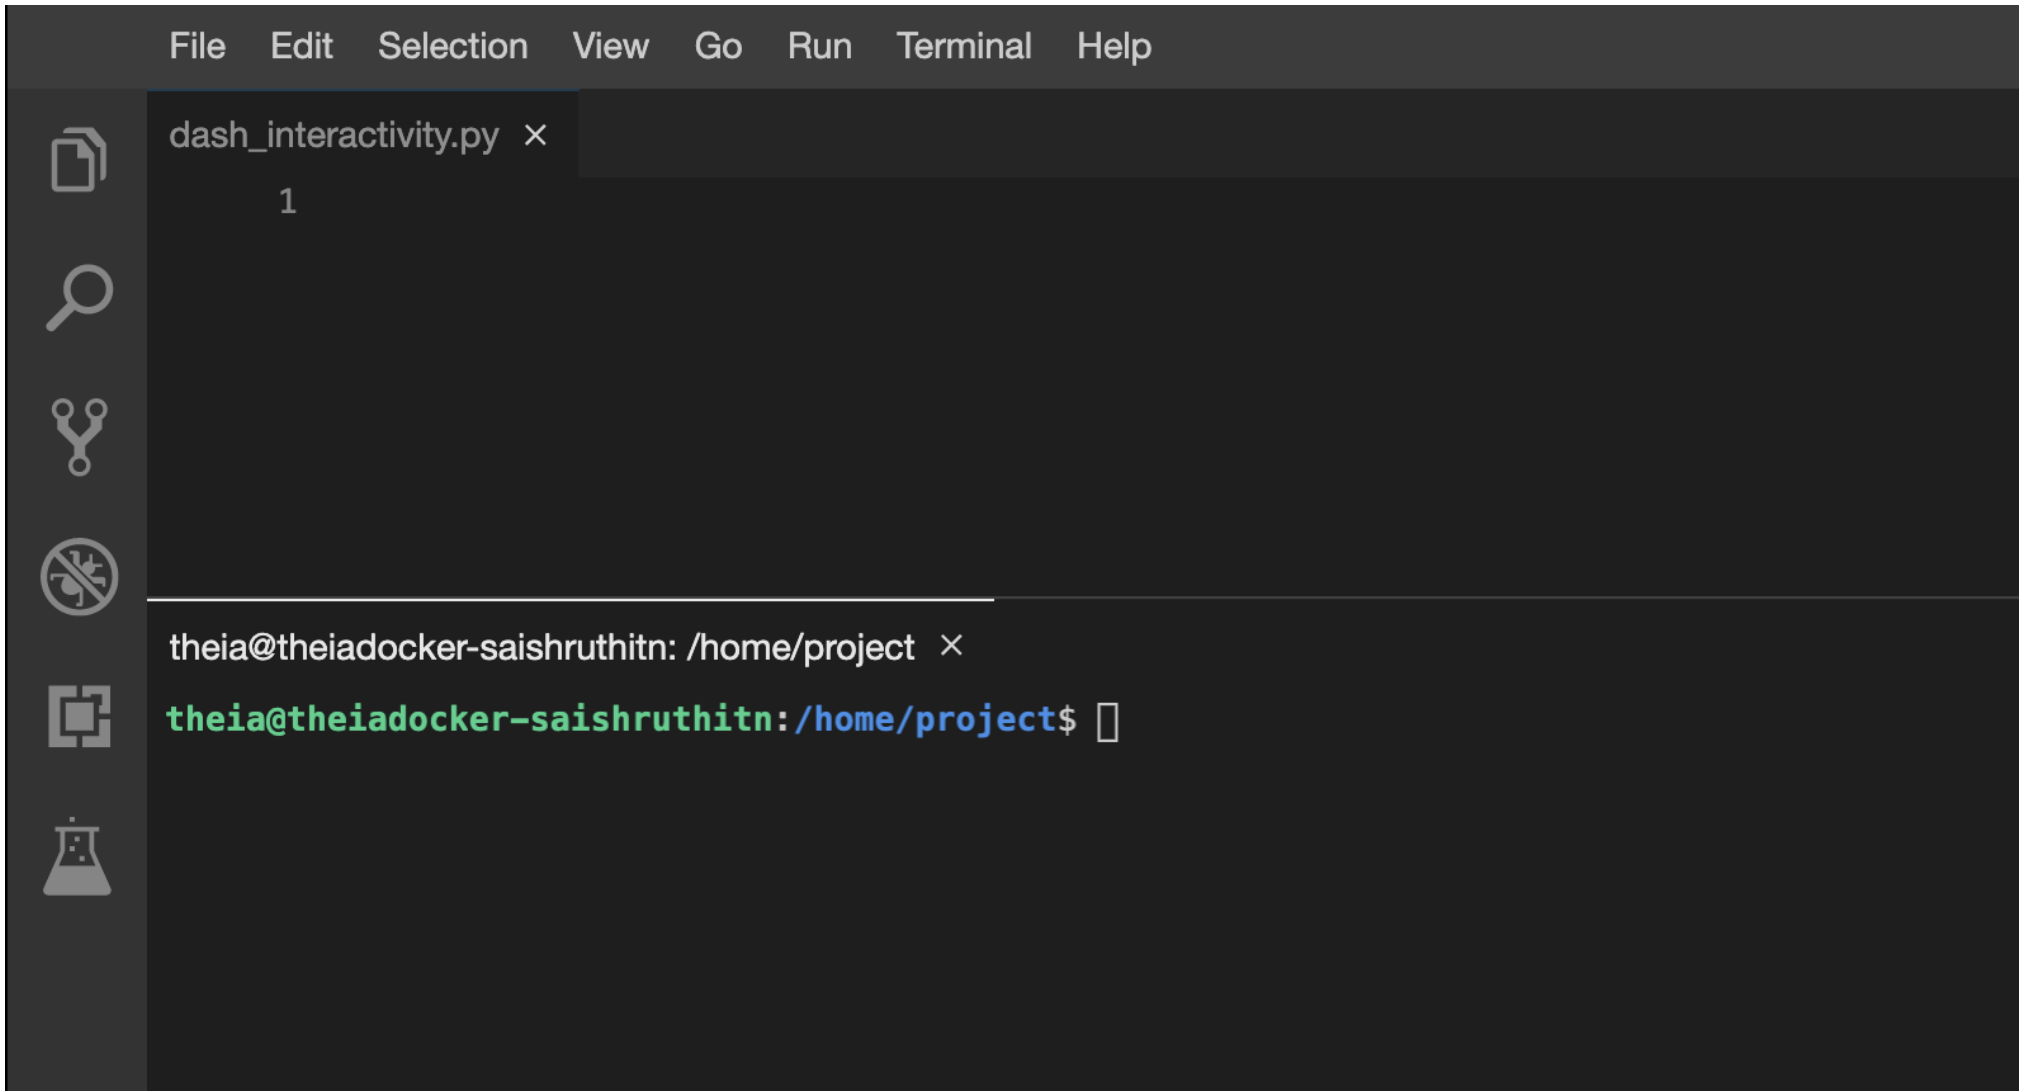 File Edit Selection View Go Run Terminal Help
dash_interactivity.py ×
1
theia@theiadocker-saishruthitn: /home/project ×
theia@theiadocker-saishruthitn:/home/project$